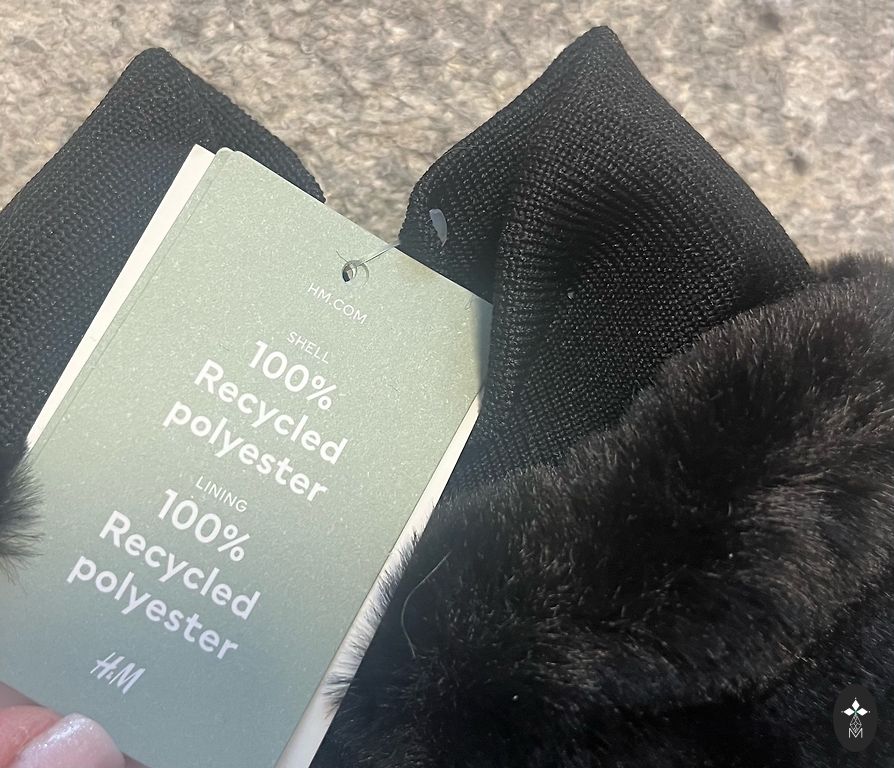 HM.COM
SHELL
100%
Recycled
polyester
LINING
100%
Recycled
polyester
H&M
M